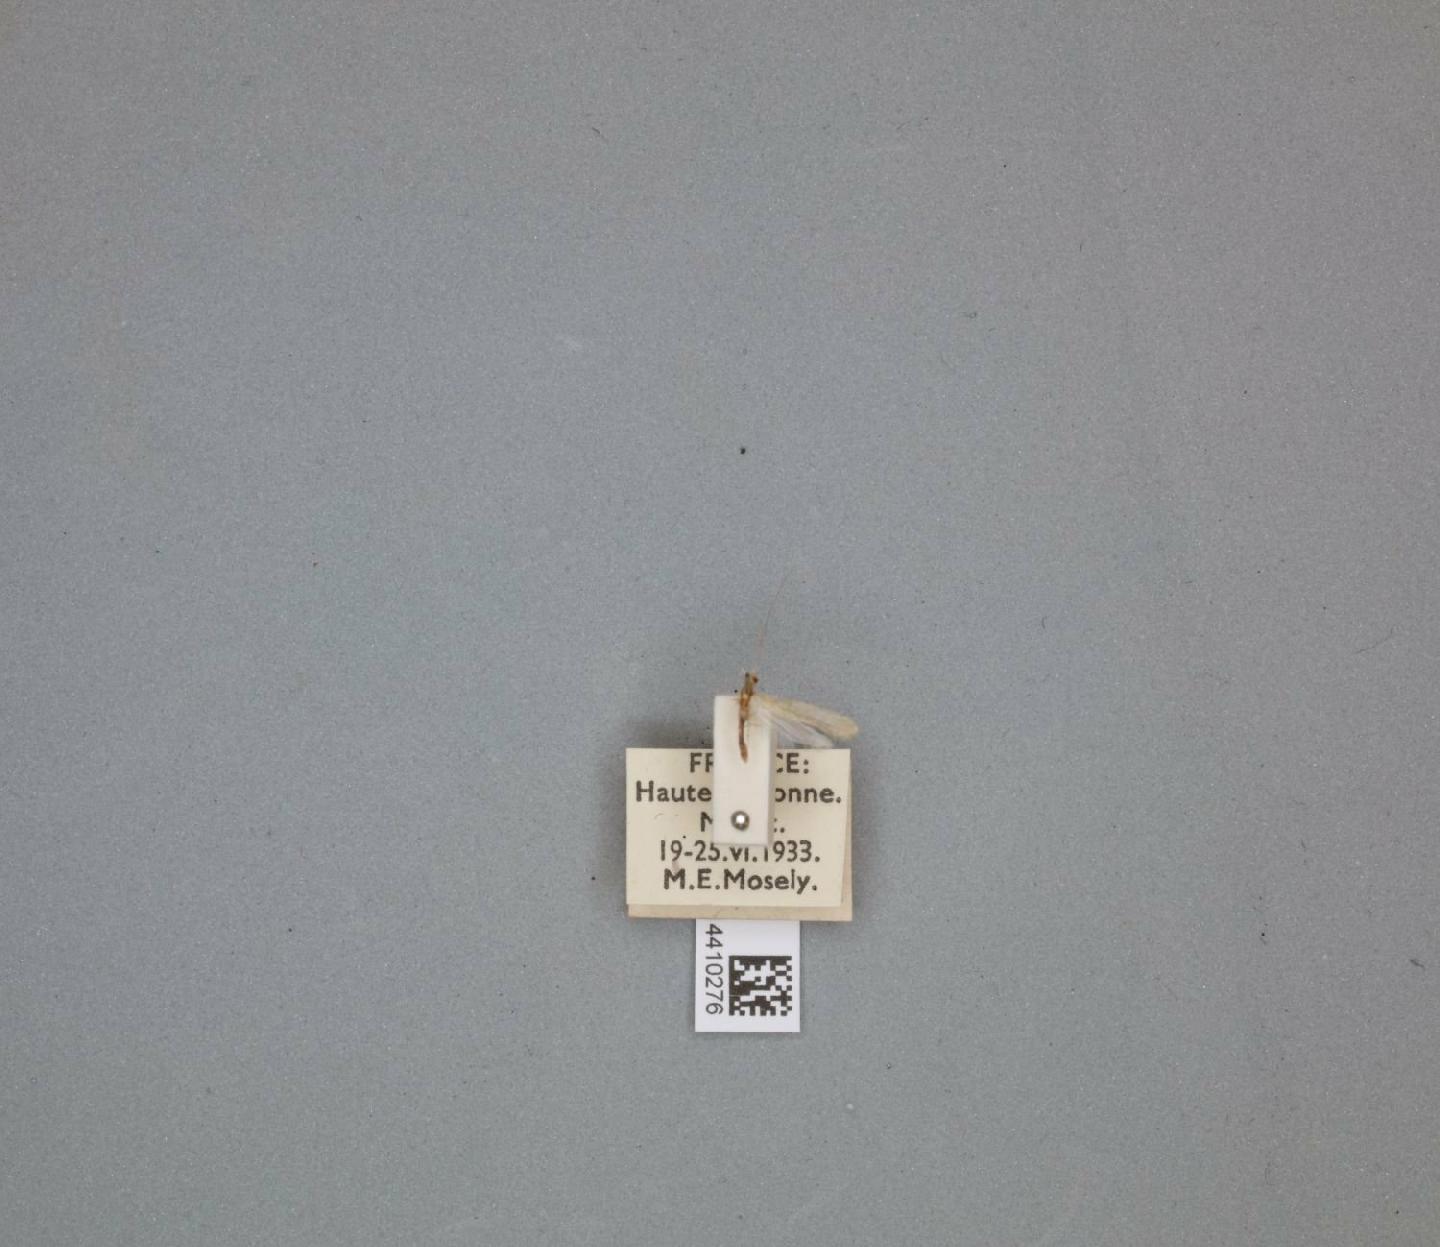 FR CE:
Haute onne.
19-25.VI.1933.
M.E.Mosely.
4410276